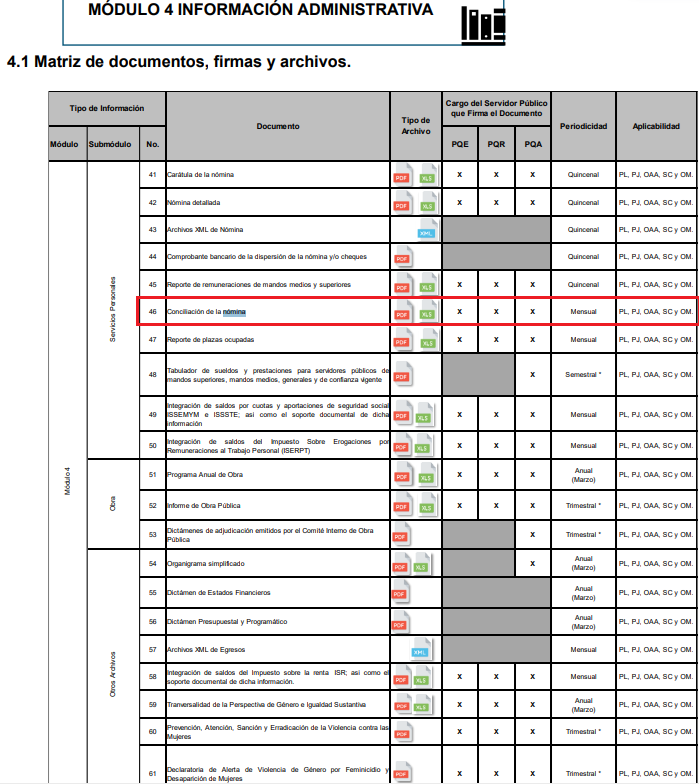 MÓDULO 4 INFORMACIÓN ADMINISTRATIVA
4.1 Matriz de documentos, firmas y archivos.
Tipo de Información Documento Tipo de Archivo Cargo del Servidor Público que Firma el Documento Periodicidad Aplicabilidad
Módulo Submódulo No. PQE PQR PQA
Módulo 4
Servicios Personales
41 Carátula de la nómina PDF XLS X X X Quincenal PL, PJ, OAA, SC y OM.
42 Nómina detallada PDF XLS X X X Quincenal PL, PJ, OAA, SC y OM.
43 Archivos XML de Nómina XML Quincenal PL, PJ, OAA, SC y OM.
44 Comprobante bancario de la dispersión de la nómina y/o cheques PDF Quincenal PL, PJ, OAA, SC y OM.
45 Reporte de remuneraciones de mandos medios y superiores PDF XLS X X X Quincenal PL, PJ, OAA, SC y OM.
46 Conciliación de la nómina PDF XLS X X X Mensual PL, PJ, OAA, SC y OM.
47 Reporte de plazas ocupadas PDF XLS X X X Mensual PL, PJ, OAA, SC y OM.
48 Tabulador de sueldos y prestaciones para servidores públicos de mandos superiores, mandos medios, generales y de confianza vigente PDF X Semestral * PL, PJ, OAA, SC y OM.
49 Integración de saldos por cuotas y aportaciones de seguridad social ISSEMYM e ISSSTE; así como el soporte documental de dicha información PDF XLS X X X Mensual PL, PJ, OAA, SC y OM.
50 Integración de saldos del Impuesto Sobre Erogaciones por Remuneraciones al Trabajo Personal (ISERPT) PDF XLS X X X Mensual PL, PJ, OAA, SC y OM.
Obra
51 Programa Anual de Obra PDF XLS X X X Anual (Marzo) PL, PJ, OAA, SC y OM.
52 Informe de Obra Pública PDF XLS X X X Trimestral * PL, PJ, OAA, SC y OM.
53 Dictámenes de adjudicación emitidos por el Comité Interno de Obra Pública PDF X Trimestral * PL, PJ, OAA, SC y OM.
Otros Archivos
54 Organigrama simplificado PDF XLS X Anual (Marzo) PL, PJ, OAA, SC y OM.
55 Dictámen de Estados Financieros PDF Anual (Marzo) PL, PJ, OAA, SC y OM.
56 Dictámen Presupuestal y Programático PDF Anual (Marzo) PL, PJ, OAA, SC y OM.
57 Archivos XML de Egresos XML Mensual PL, PJ, OAA, SC y OM.
58 Integración de saldos del Impuesto sobre la renta ISR; así como el soporte documental de dicha información. PDF XLS X X X Mensual PL, PJ, OAA, SC y OM.
59 Tranversalidad de la Perspectiva de Género e Igualdad Sustantiva PDF XLS X X X Anual (Marzo) PL, PJ, OAA, SC y OM.
60 Prevención, Atención, Sanción y Erradicación de la Violencia contra las Mujeres PDF X X X Trimestral * PL, PJ, OAA, SC y OM.
61 Declaratoria de Alerta de Violencia de Género por Feminicidio y Desaparición de Mujeres PDF X X X Trimestral * PL, PJ, OAA, SC y OM.